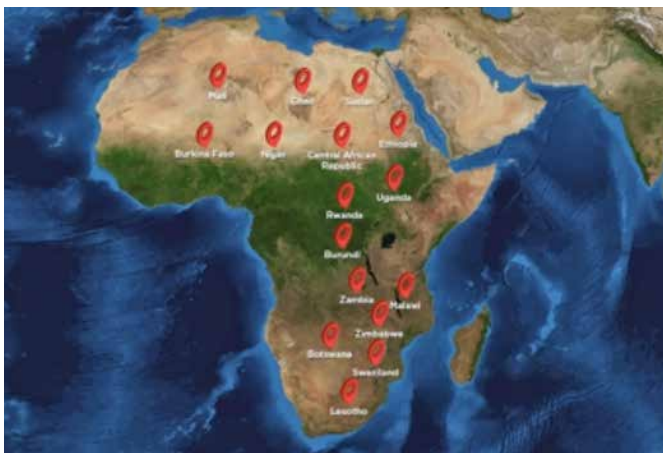 Mali
Chad
Sudan
Burkina Faso
Niger
Central African
Republic
Ethiopia
Rwanda
Uganda
Burundi
Zambia
Malawi
Zimbabwe
Botswana
Swaziland
Lesotho